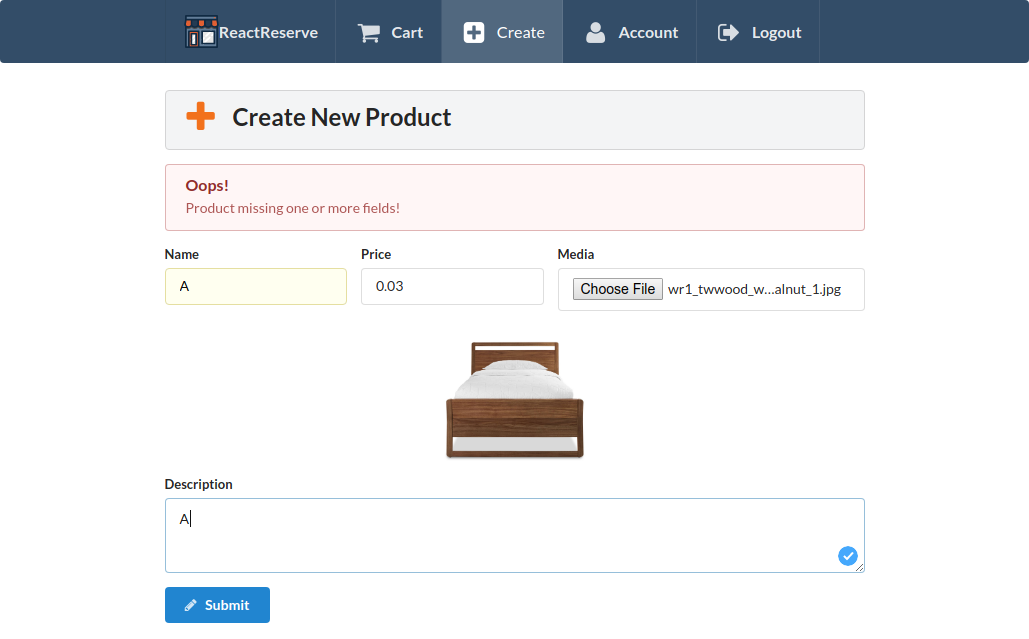 ReactReserve Cart Create Account Logout
Create New Product
Oops!
Product missing one or more fields!
Name Price Media
A 0.03 Choose File wr1_twwood_w...alnut_1.jpg
Description
A
Submit